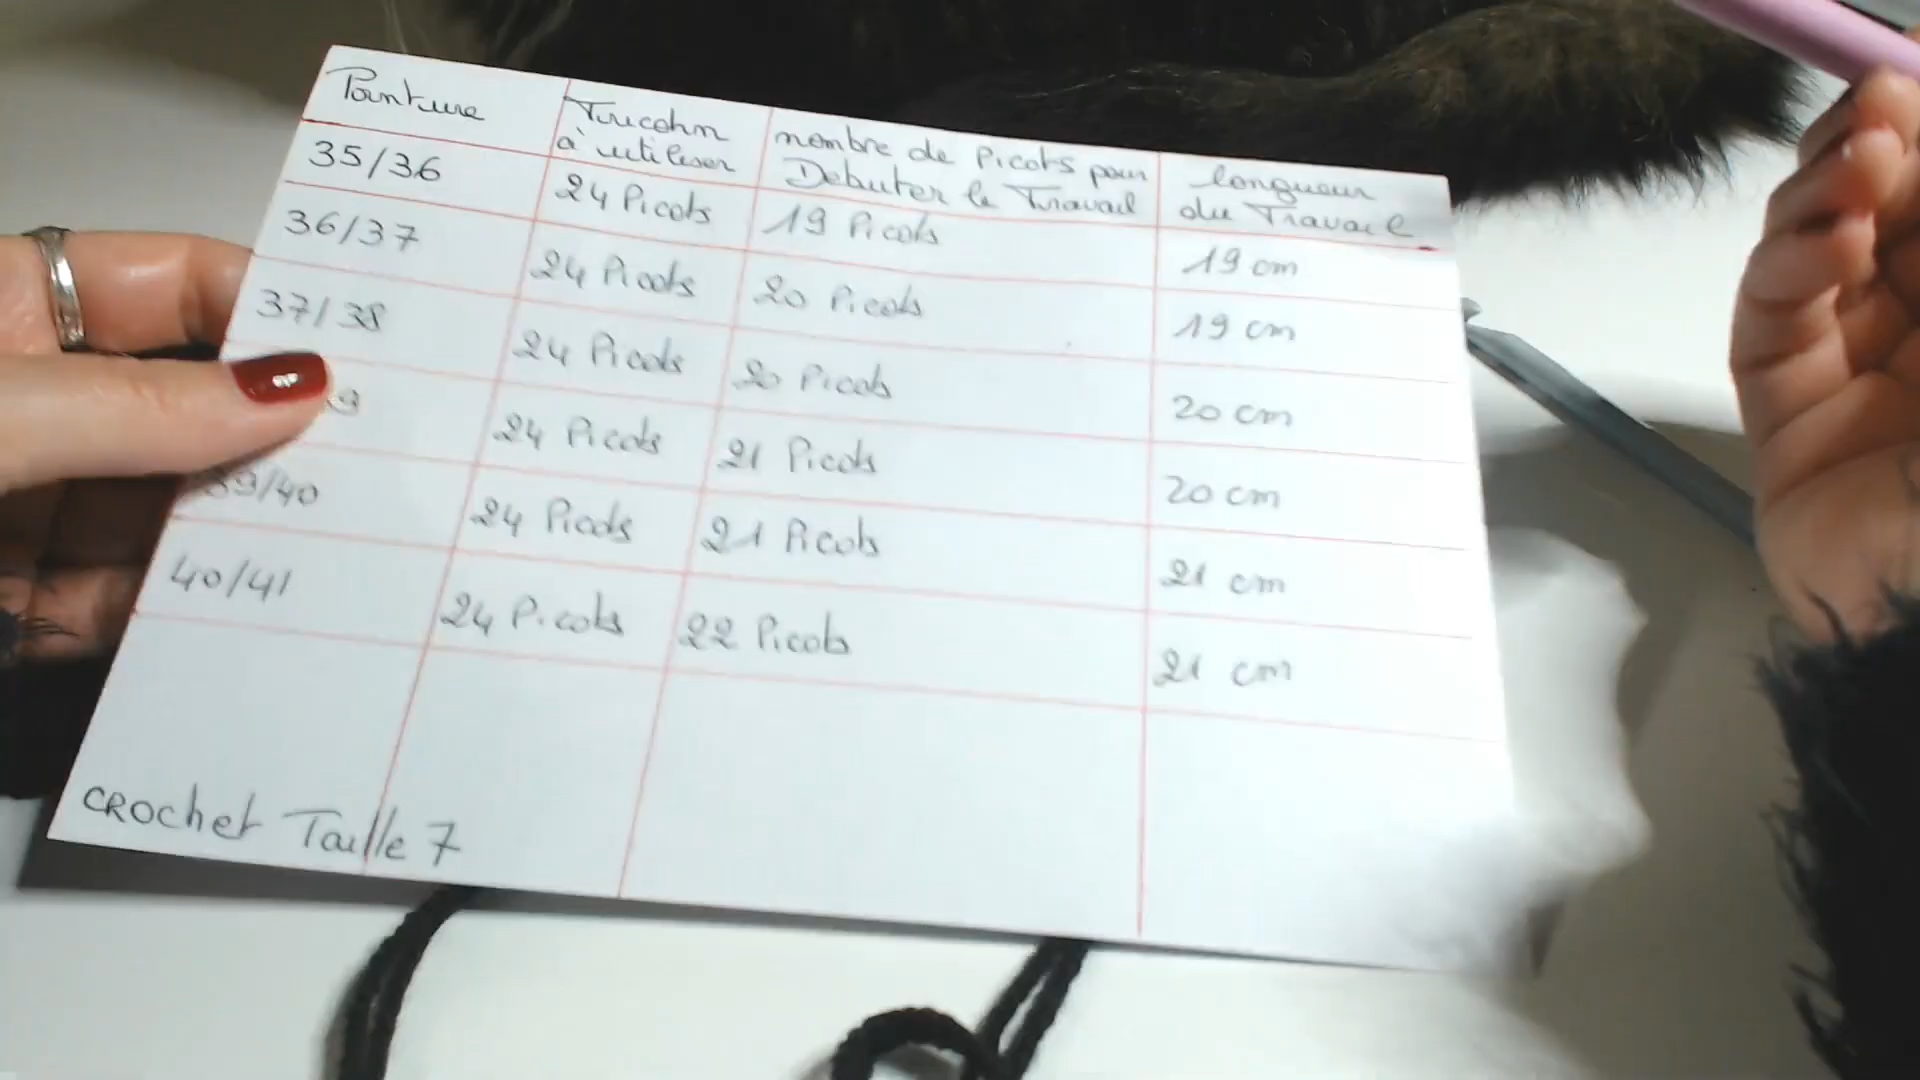 Pointure
Tricotin
à utiliser
nombre de Picots pour
Debuter le Travail
longueur
du Travail
35/36 24 Picots 19 Picots 19 cm
36/37 24 Picots 20 Picots 19 cm
37/38 24 Picots 20 Picots 20 cm
24 Picots 21 Picots 20 cm
39/40 24 Picots 21 Picots 21 cm
40/41 24 Picots 22 Picots 21 cm
CROchet Taille 7